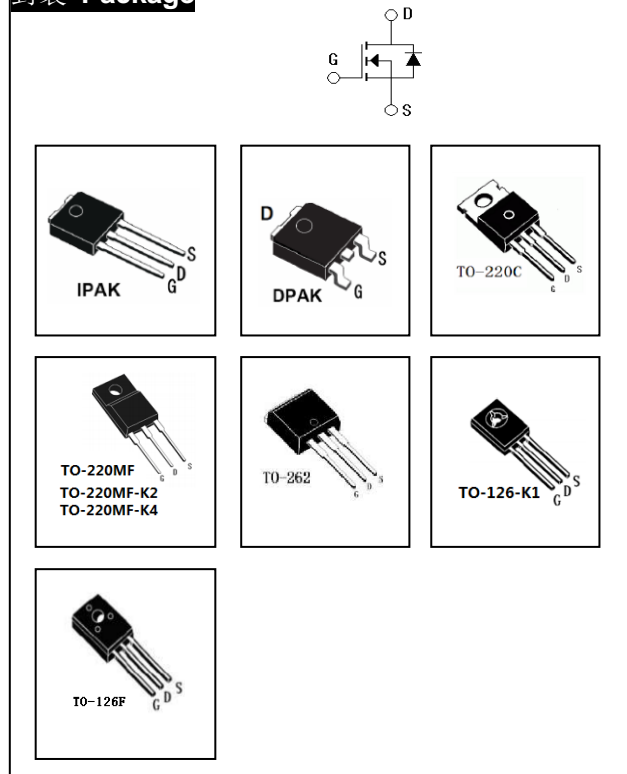 封装 Package
D
G
S
S
D
G
IPAK
D
S
G
DPAK
TO-220C
G D S
TO-220MF
G D S
TO-220MF-K2
TO-220MF-K4
TO-262
G D S
TO-126-K1
G D S
TO-126F
G D S